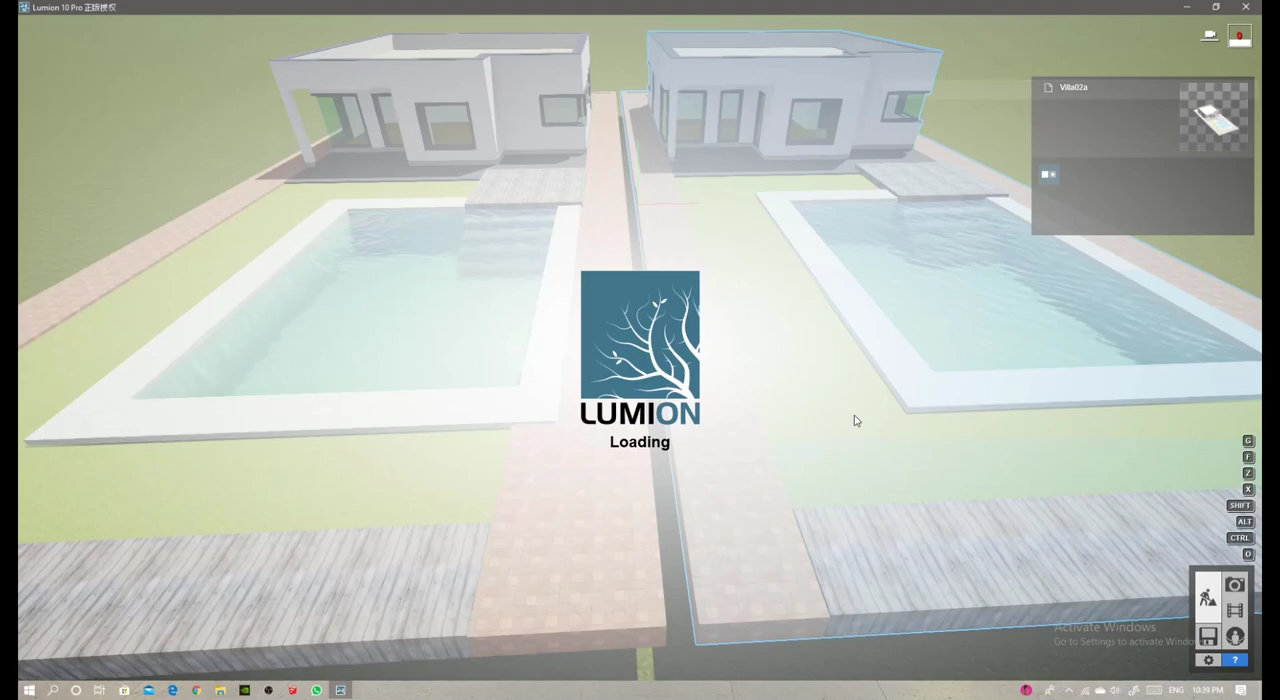 Lumion 10 Pro 正版授权
Villa02a
LUMION
Loading
G
F
Z
X
SHIFT
ALT
CTRL
O
Activate Windows
Go to Settings to activate Windows
?
ENG
10:39 PM